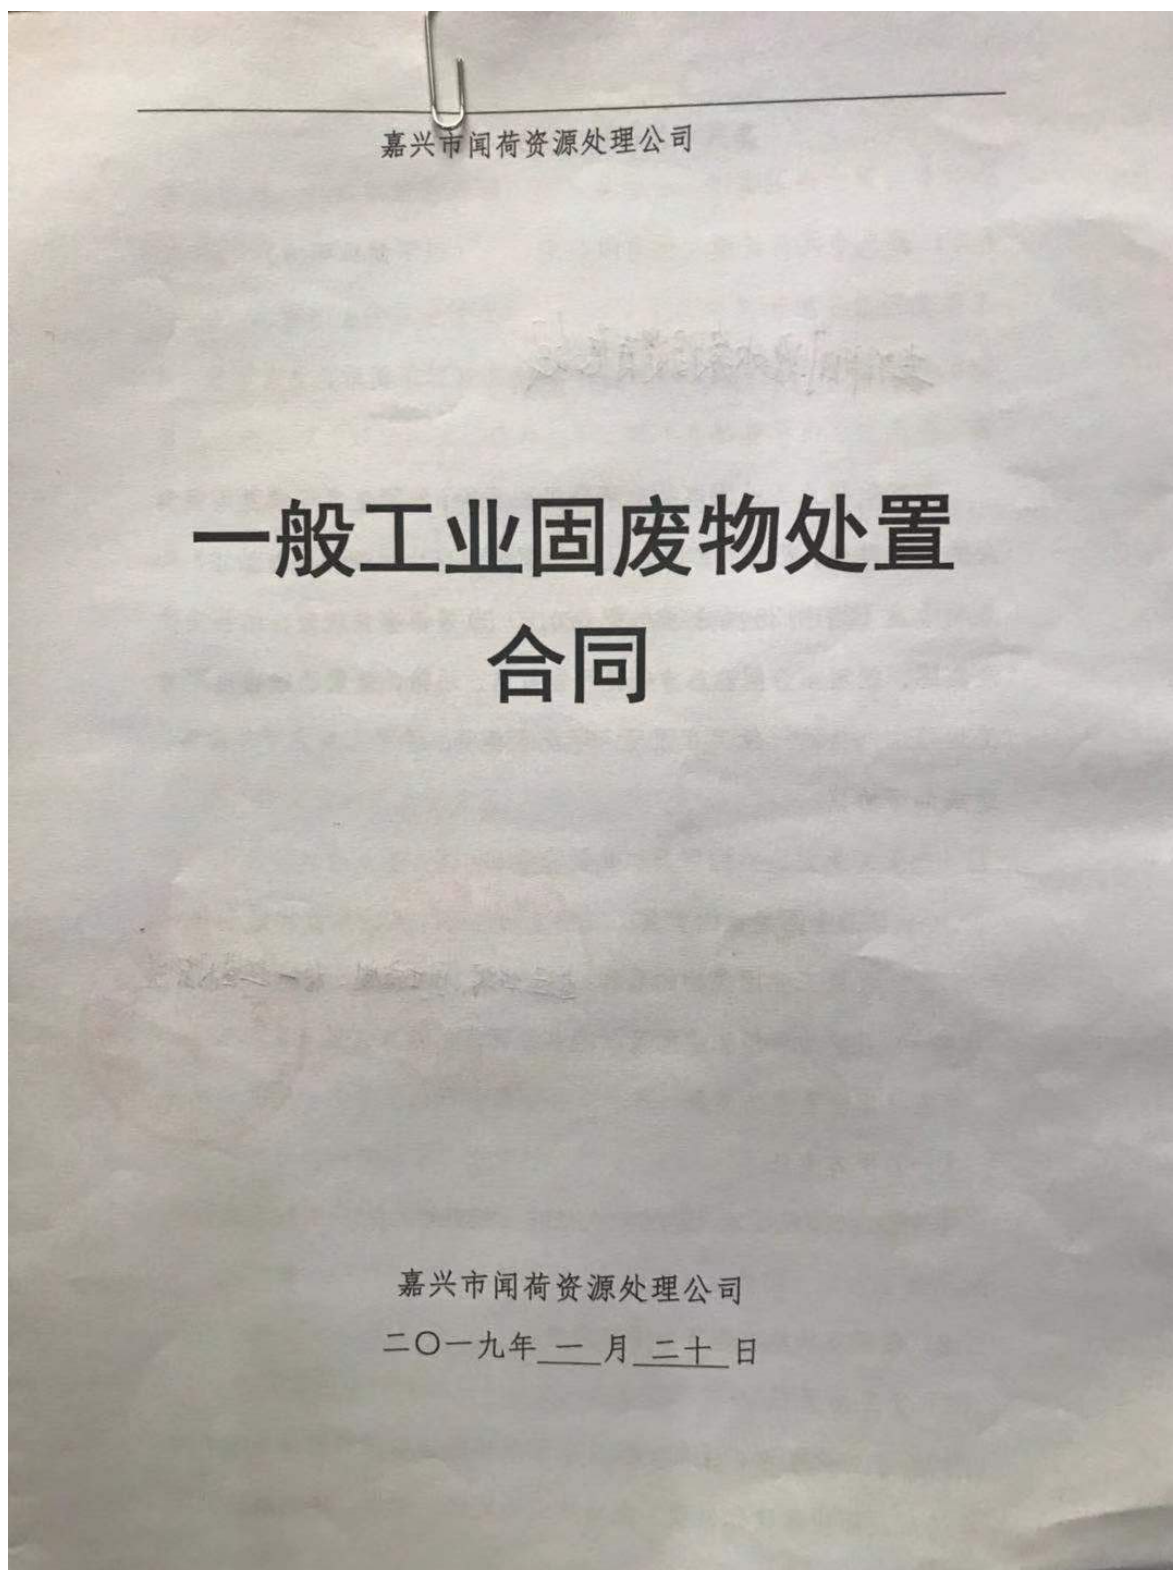 嘉兴市闻荷资源处理公司
一般工业固废物处置
合同
嘉兴市闻荷资源处理公司
二〇一九年 一 月 二十 日